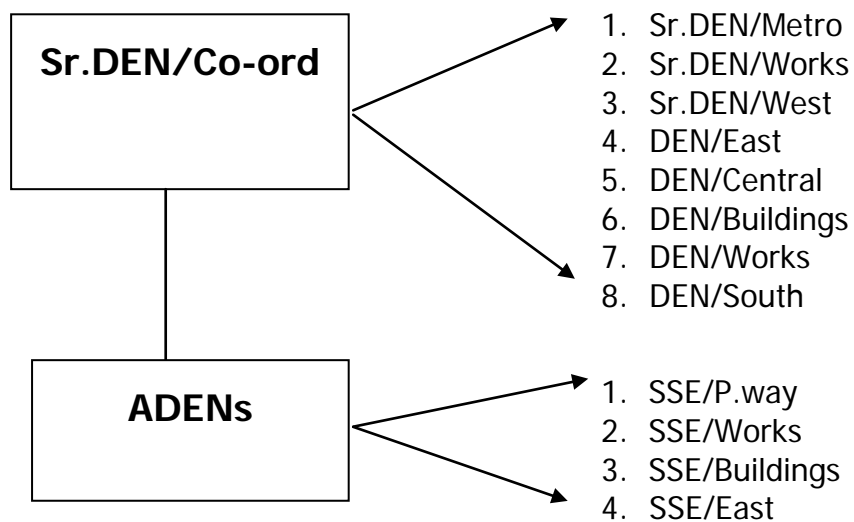 Sr.DEN/Co-ord
1. Sr.DEN/Metro
2. Sr.DEN/Works
3. Sr.DEN/West
4. DEN/East
5. DEN/Central
6. DEN/Buildings
7. DEN/Works
8. DEN/South
ADENs
1. SSE/P.way
2. SSE/Works
3. SSE/Buildings
4. SSE/East